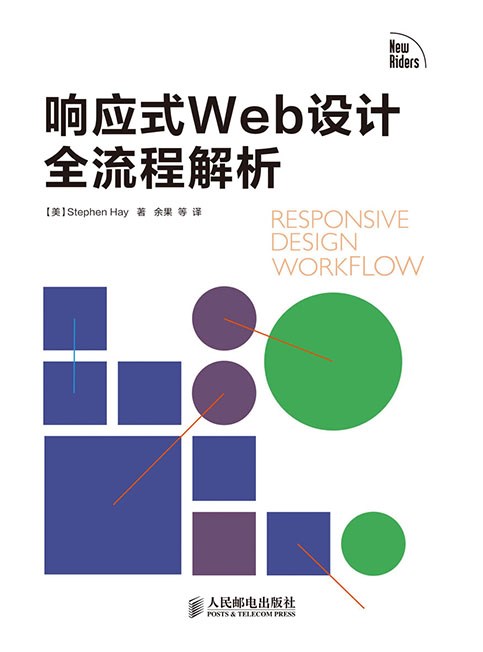 New
Riders
响应式Web设计
全流程解析
【美】Stephen Hay 著 余果 等 译
RESPONSIVE
DESIGN
WORKFLOW
人民邮电出版社
POSTS & TELECOM PRESS